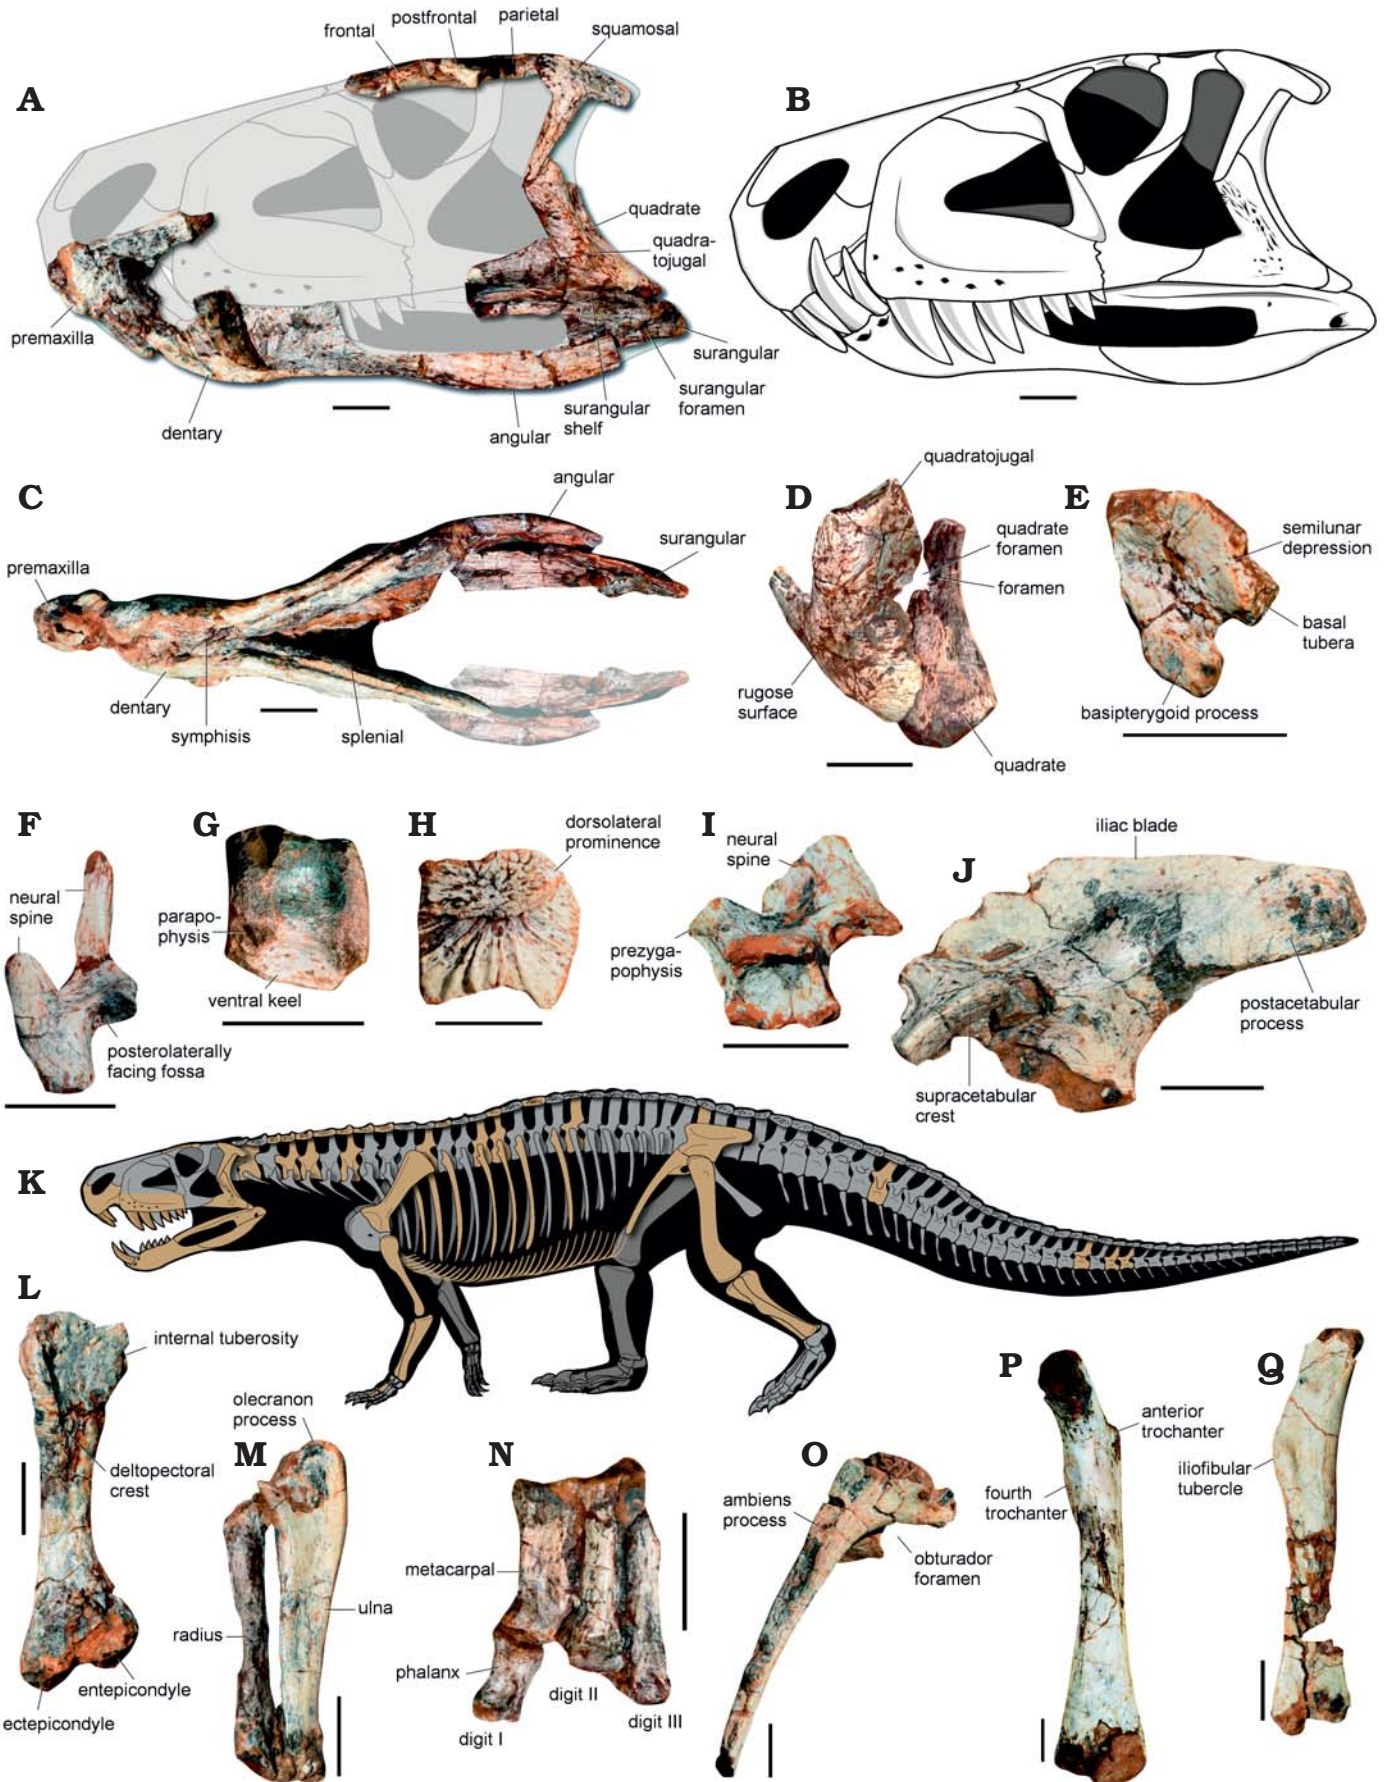 A
frontal
postfrontal
parietal
squamosal
quadrate
quadra-
tojugal
premaxilla
surangular
surangular
foramen
surangular
shelf
angular
dentary
B
C
angular
surangular
premaxilla
dentary
symphisis
splenial
D
quadratojugal
quadrate
foramen
foramen
rugose
surface
quadrate
E
semilunar
depression
basal
tubera
basipterygoid process
F
neural
spine
posterolaterally
facing fossa
G
parapo-
physis
ventral keel
H
dorsolateral
prominence
I
neural
spine
prezyga-
pophysis
J
iliac blade
postacetabular
process
supracetabular
crest
K
L
internal tuberosity
deltopectoral
crest
entepicondyle
ectepicondyle
M
olecranon
process
ulna
radius
N
metacarpal
phalanx
digit I
digit II
digit III
O
ambiens
process
obturador
foramen
P
anterior
trochanter
fourth
trochanter
Q
iliofibular
tubercle